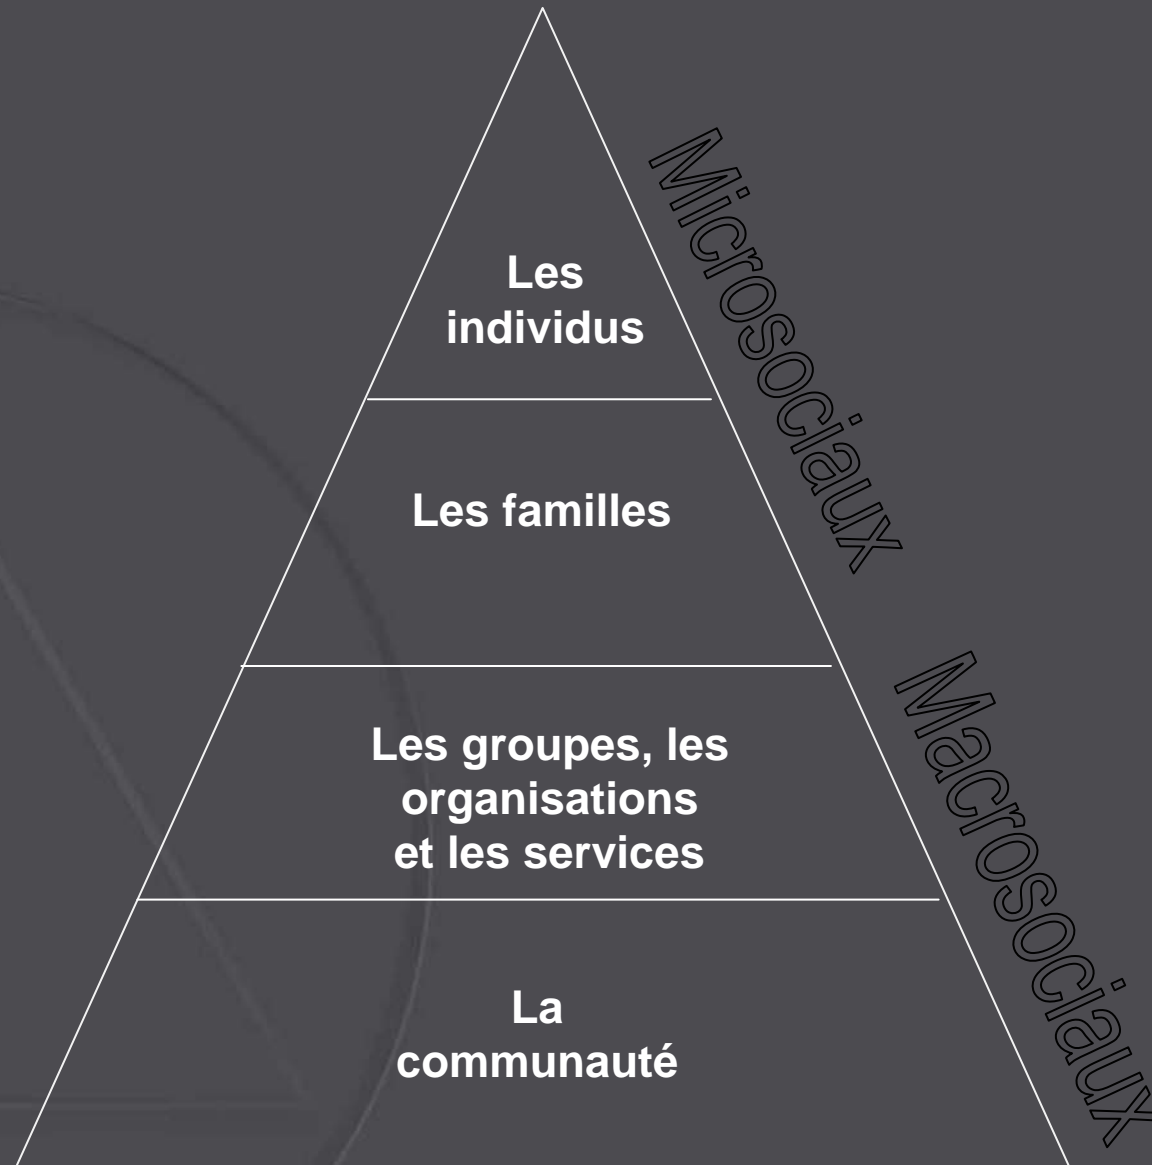 Microsociaux
Les
individus
Les familles
Macrosociaux
Les groupes, les
organisations
et les services
La
communauté